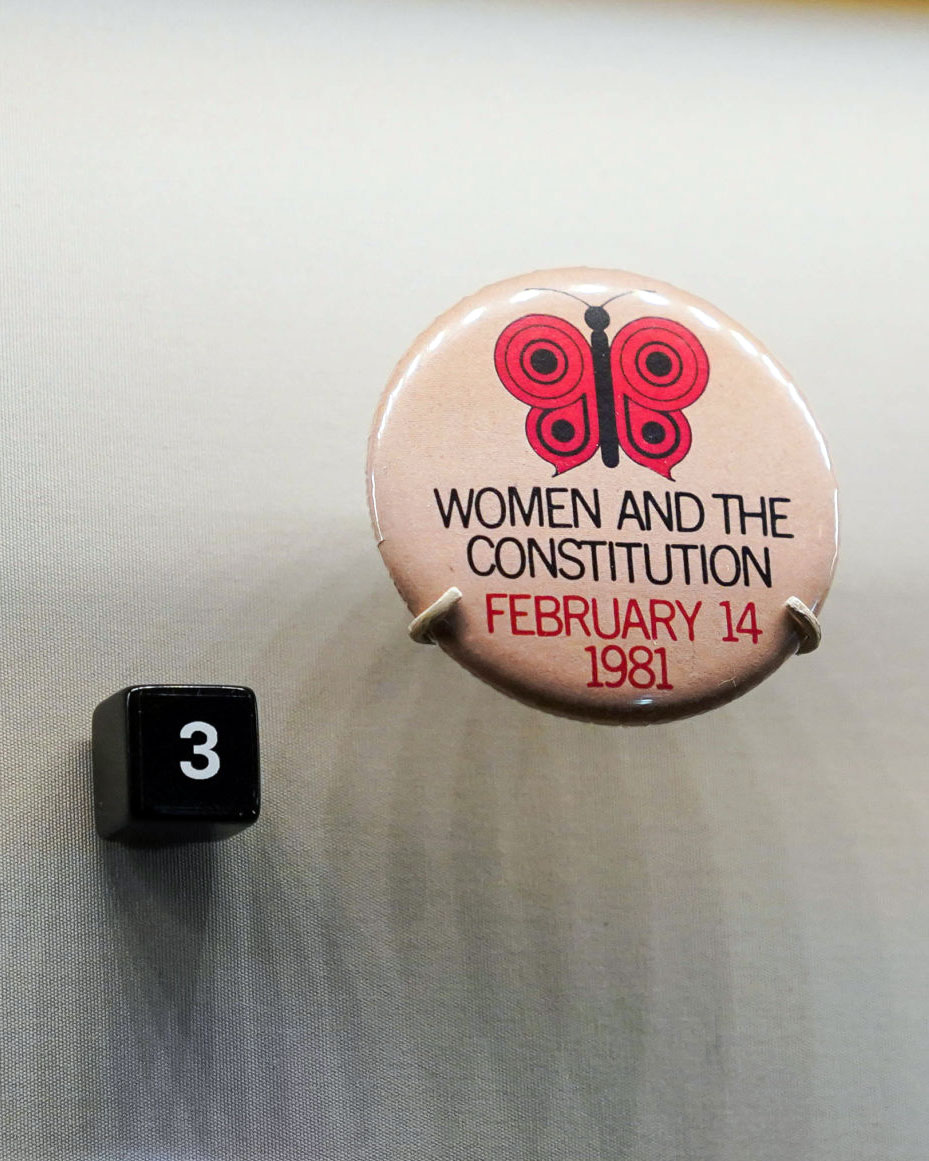 WOMEN AND THE
CONSTITUTION
FEBRUARY 14
1981
3